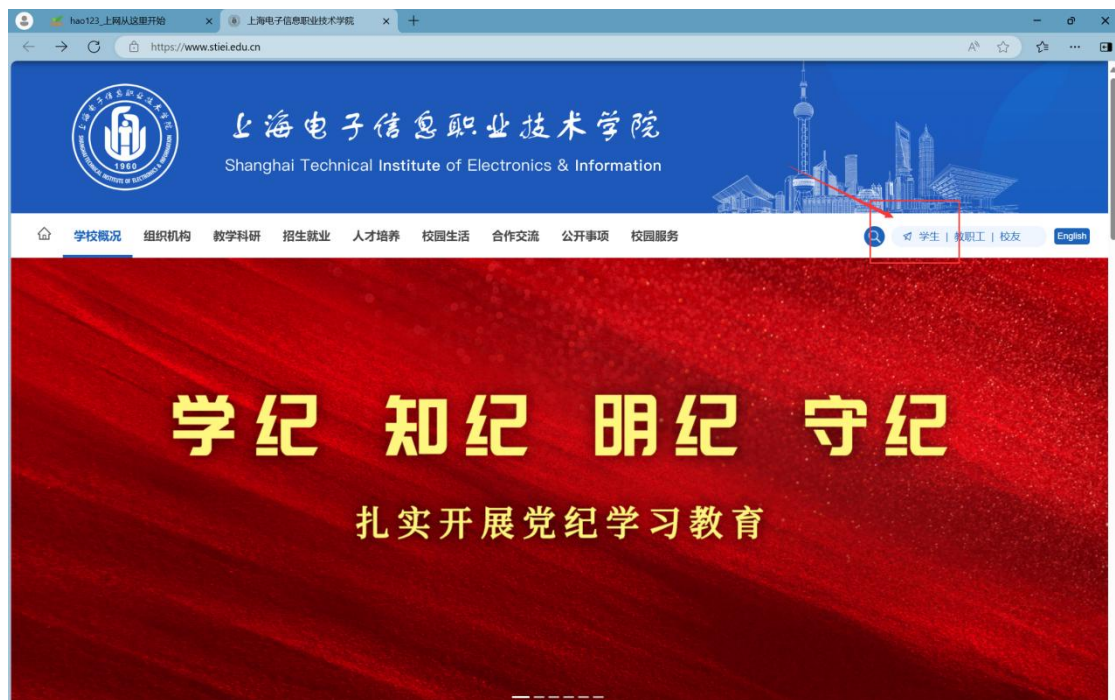 hao123_上网从这里开始
上海电子信息职业技术学院
https://www.stiei.edu.cn
上海电子信息职业技术学院
Shanghai Technical Institute of Electronics & Information
1960
学校概况 组织机构 教学科研 招生就业 人才培养 校园生活 合作交流 公开事项 校园服务
学生 | 教职工 | 校友
English
学纪 知纪 明纪 守纪
扎实开展党纪学习教育